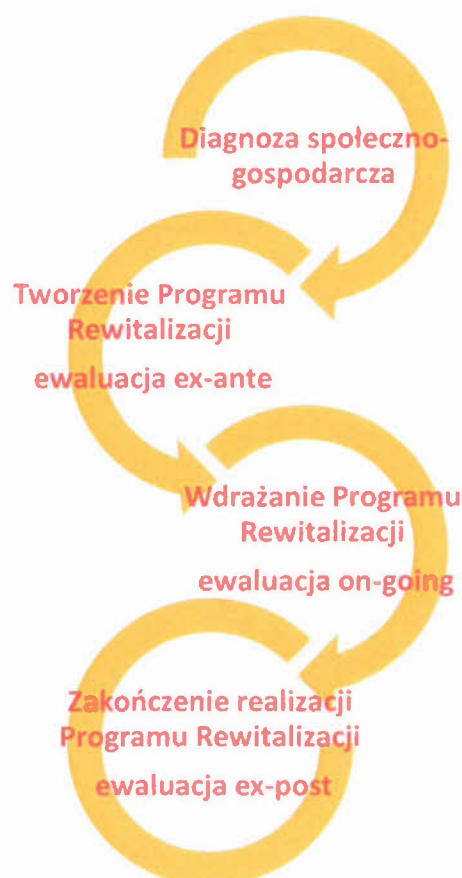 Diagnoza społeczno-
gospodarcza
Tworzenie Programu
Rewitalizacji
ewaluacja ex-ante
Wdrażanie Programu
Rewitalizacji
ewaluacja on-going
Zakończenie realizacji
Programu Rewitalizacji
ewaluacja ex-post